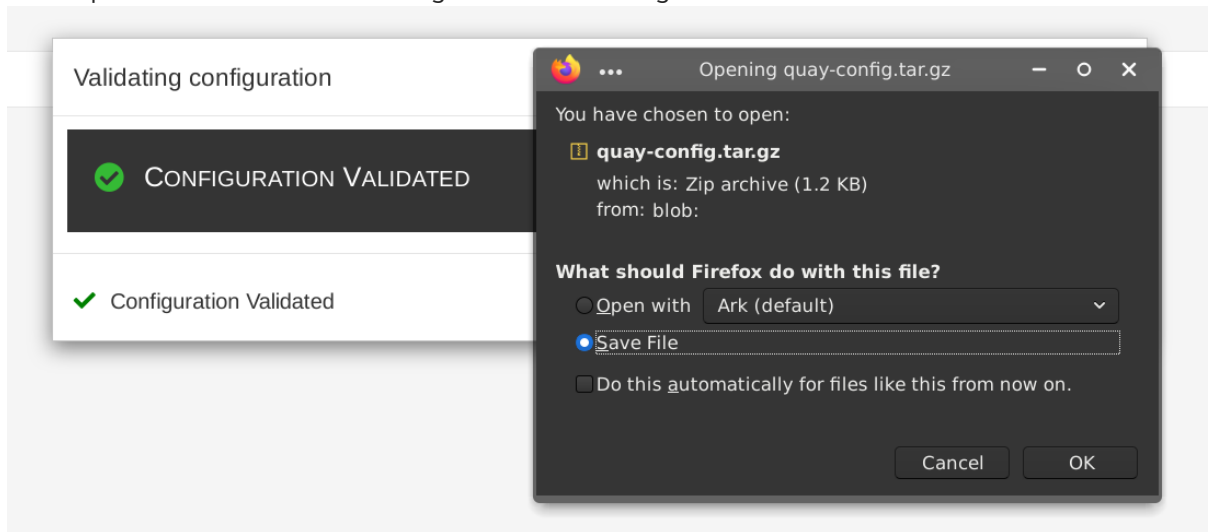 Validating configuration
CONFIGURATION VALIDATED
Configuration Validated
Opening quay-config.tar.gz
You have chosen to open:
quay-config.tar.gz
which is: Zip archive (1.2 KB)
from: blob:
What should Firefox do with this file?
Open with Ark (default)
Save File
Do this automatically for files like this from now on.
Cancel OK